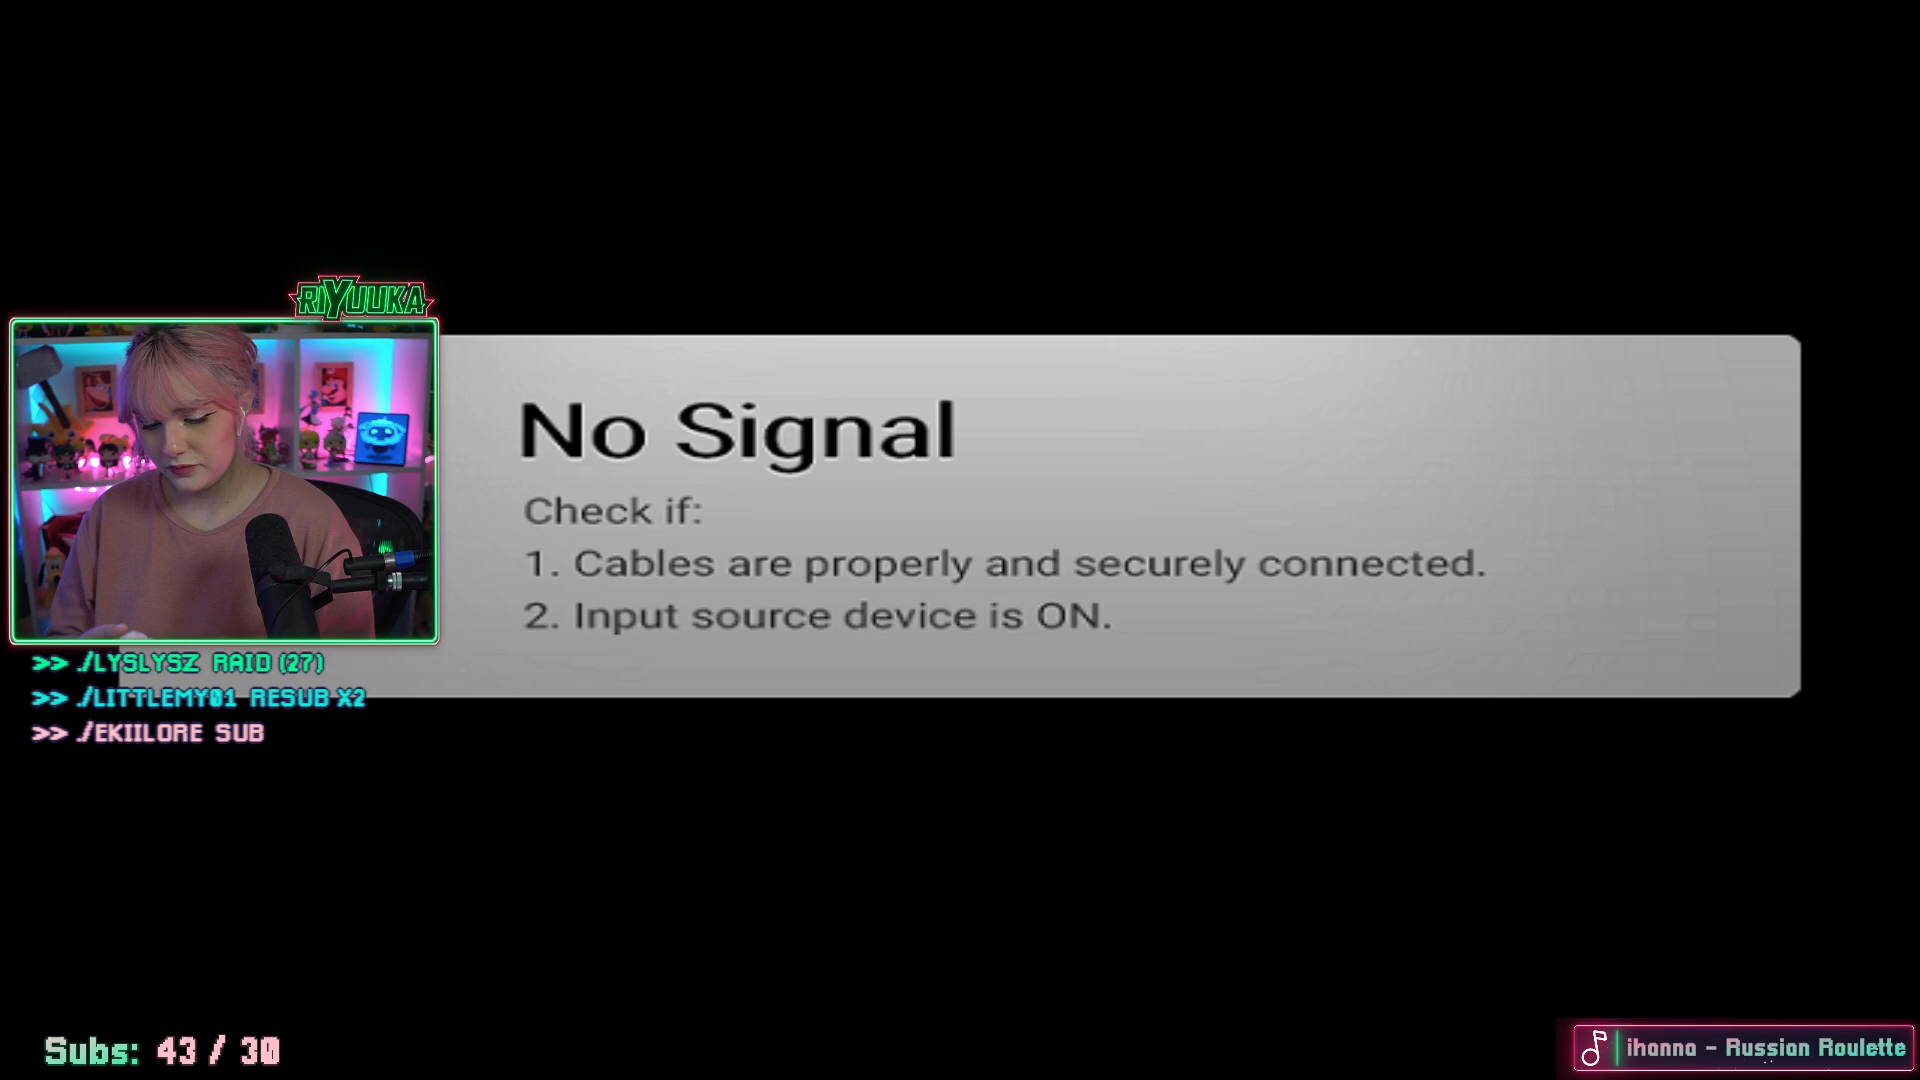 RIYUUKA
No Signal
Check if:
1. Cables are properly and securely connected.
2. Input source device is ON.
>> ./LYSLYSZ RAID (27)
>> ./LITTLEMY01 RESUB X2
>> ./EKIILORE SUB
Subs: 43 / 30
ihanna - Russian Roulette